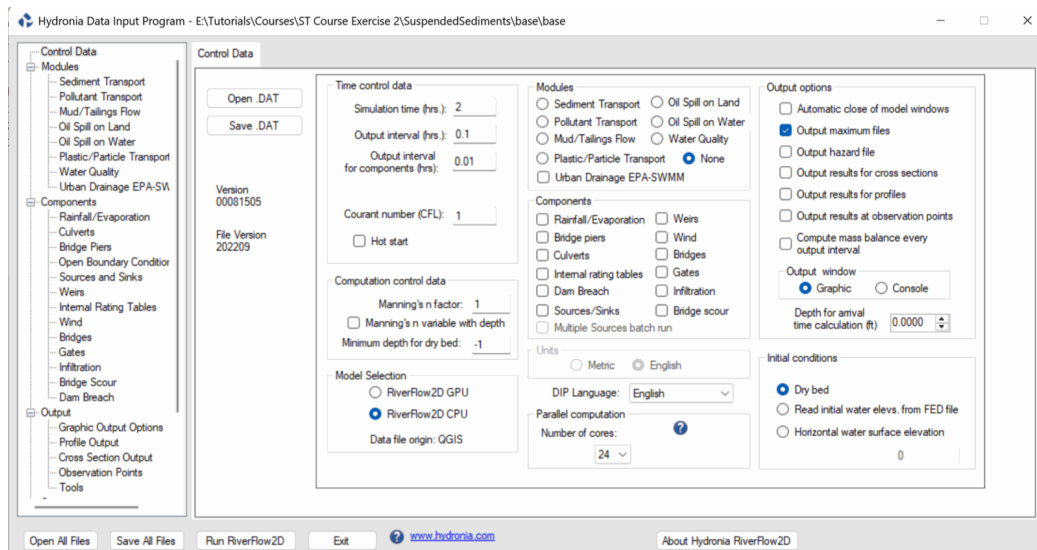 Hydronia Data Input Program - E:\Tutorials\Courses\ST Course Exercise 2\SuspendedSediments\base\base
Control Data
Modules
Sediment Transport
Pollutant Transport
Mud/Tailings Flow
Oil Spill on Land
Oil Spill on Water
Plastic/Particle Transport
Water Quality
Urban Drainage EPA-SW
Components
Rainfall/Evaporation
Culverts
Bridge Piers
Open Boundary Condition
Sources and Sinks
Weirs
Internal Rating Tables
Wind
Bridges
Gates
Infiltration
Bridge Scour
Dam Breach
Output
Graphic Output Options
Profile Output
Cross Section Output
Observation Points
Tools
Control Data
Open .DAT
Save .DAT
Version
00081505
File Version
202209
Time control data
Simulation time (hrs.): 2
Output interval (hrs.): 0.1
Output interval
for components (hrs): 0.01
Courant number (CFL): 1
Hot start
Computation control data
Manning's n factor: 1
Manning's n variable with depth
Minimum depth for dry bed: -1
Model Selection
RiverFlow2D GPU
RiverFlow2D CPU
Data file origin: QGIS
Modules
Sediment Transport Oil Spill on Land
Pollutant Transport Oil Spill on Water
Mud/Tailings Flow Water Quality
Plastic/Particle Transport None
Urban Drainage EPA-SWMM
Components
Rainfall/Evaporation Weirs
Bridge piers Wind
Culverts Bridges
Internal rating tables Gates
Dam Breach Infiltration
Sources/Sinks Bridge scour
Multiple Sources batch run
Units
Metric English
DIP Language: English
Parallel computation
Number of cores:
24
Output options
Automatic close of model windows
Output maximum files
Output hazard file
Output results for cross sections
Output results for profiles
Output results at observation points
Compute mass balance every
output interval
Output window
Graphic Console
Depth for arrival
time calculation (ft) 0.0000
Initial conditions
Dry bed
Read initial water elevs. from FED file
Horizontal water surface elevation
0
Open All Files Save All Files Run RiverFlow2D Exit www.hydronia.com About Hydronia RiverFlow2D